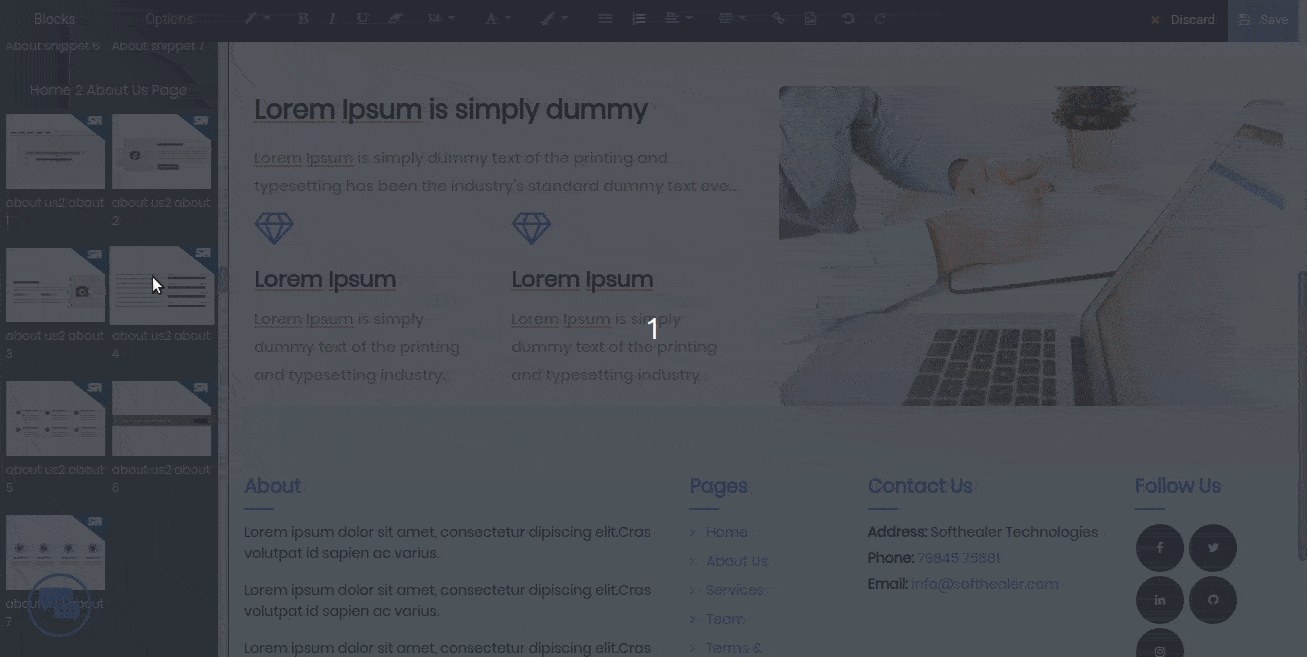 Blocks
Options
Discard
Save
About snippet 6
About snippet 7
Home 2 About Us Page
about us2 about
1
about us2 about
2
about us2 about
3
about us2 about
4
about us2 about
5
about us2 about
6
about
about
7
Lorem Ipsum is simply dummy
Lorem Ipsum is simply dummy text of the printing and
typesetting has been the industry's standard dummy text eve...
Lorem Ipsum
Lorem Ipsum is simply
dummy text of the printing
and typesetting industry.
Lorem Ipsum
Lorem Ipsum is simply
dummy text of the printing
and typesetting industry.
1
About
Lorem ipsum dolor sit amet, consectetur dipiscing elit.Cras
volutpat id sapien ac varius.
Lorem ipsum dolor sit amet, consectetur dipiscing elit.Cras
volutpat id sapien ac varius.
Lorem ipsum dolor sit amet, consectetur dipiscing elit.Cras
Pages
Home
About Us
Services
Team
Terms &
Contact Us
Address: Softhealer Technologies
Phone:
Email: info@softhealer.com
Follow Us